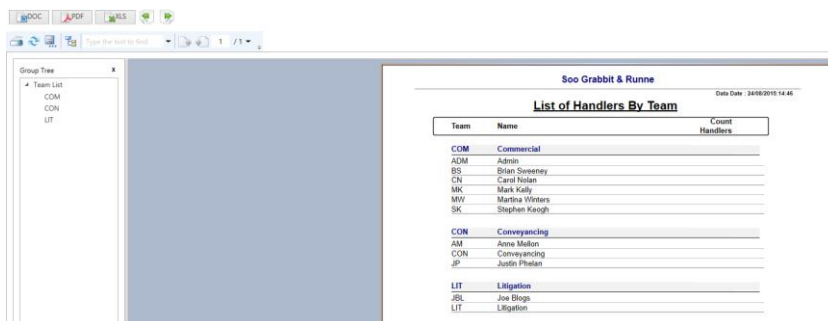 DOC PDF XLS
Type the text to find 1 /1
Group Tree x
Team List
COM
CON
LIT
Soo Grabbit & Runne
Data Date : 24/08/2015 14:46
List of Handlers By Team
Team Name Count Handlers
COM Commercial
ADM Admin
BS Brian Sweeney
CN Carol Nolan
MK Mark Kelly
MW Martina Winters
SK Stephen Keogh
CON Conveyancing
AM Anne Mellon
CON Conveyancing
JP Justin Phelan
LIT Litigation
JBL Joe Blogs
LIT Litigation